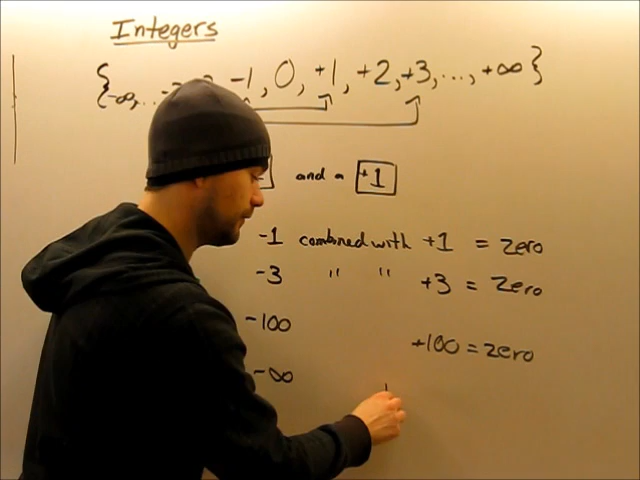 Integers
{-∞, ... -1, 0, +1, +2, +3, ..., +∞}
and a +1
-1 combined with +1 = zero
-3 " " +3 = zero
-100 +100 = zero
-∞